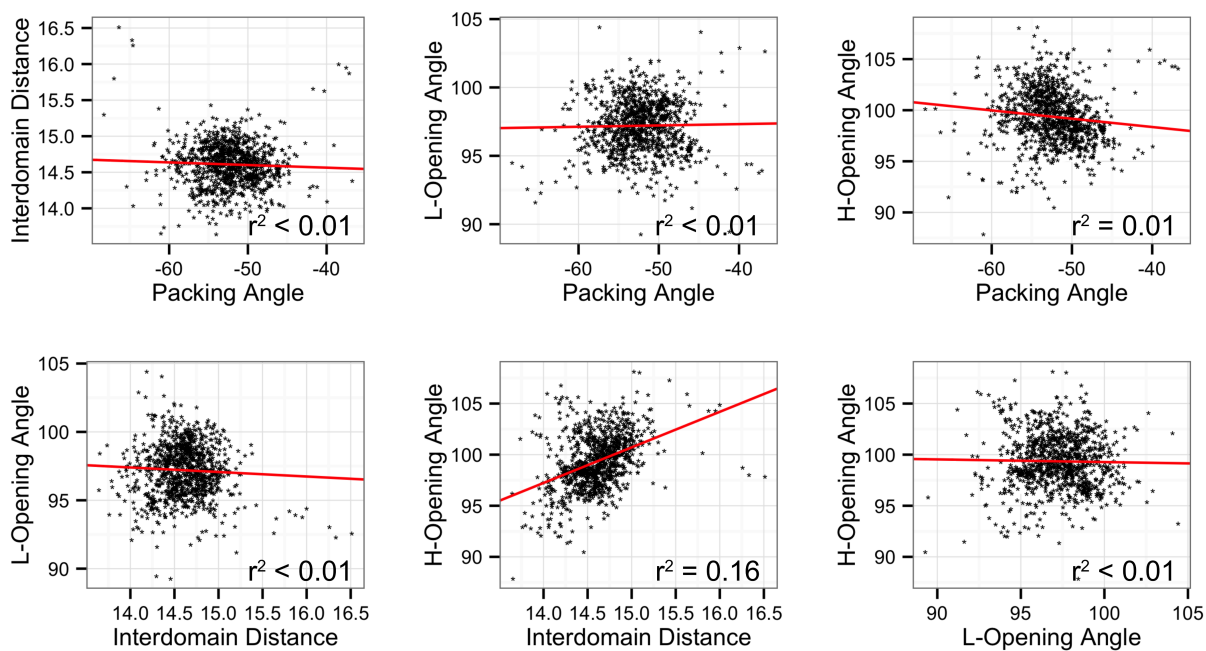 Interdomain Distance
16.5
16.0
15.5
15.0
14.5
14.0
r² < 0.01
-60 -50 -40
Packing Angle
L-Opening Angle
105
100
95
90
r² < 0.01
-60 -50 -40
Packing Angle
H-Opening Angle
105
100
95
90
r² = 0.01
-60 -50 -40
Packing Angle
L-Opening Angle
105
100
95
90
r² < 0.01
14.0 14.5 15.0 15.5 16.0 16.5
Interdomain Distance
H-Opening Angle
105
100
95
90
r² = 0.16
14.0 14.5 15.0 15.5 16.0 16.5
Interdomain Distance
H-Opening Angle
105
100
95
90
r² < 0.01
90 95 100 105
L-Opening Angle